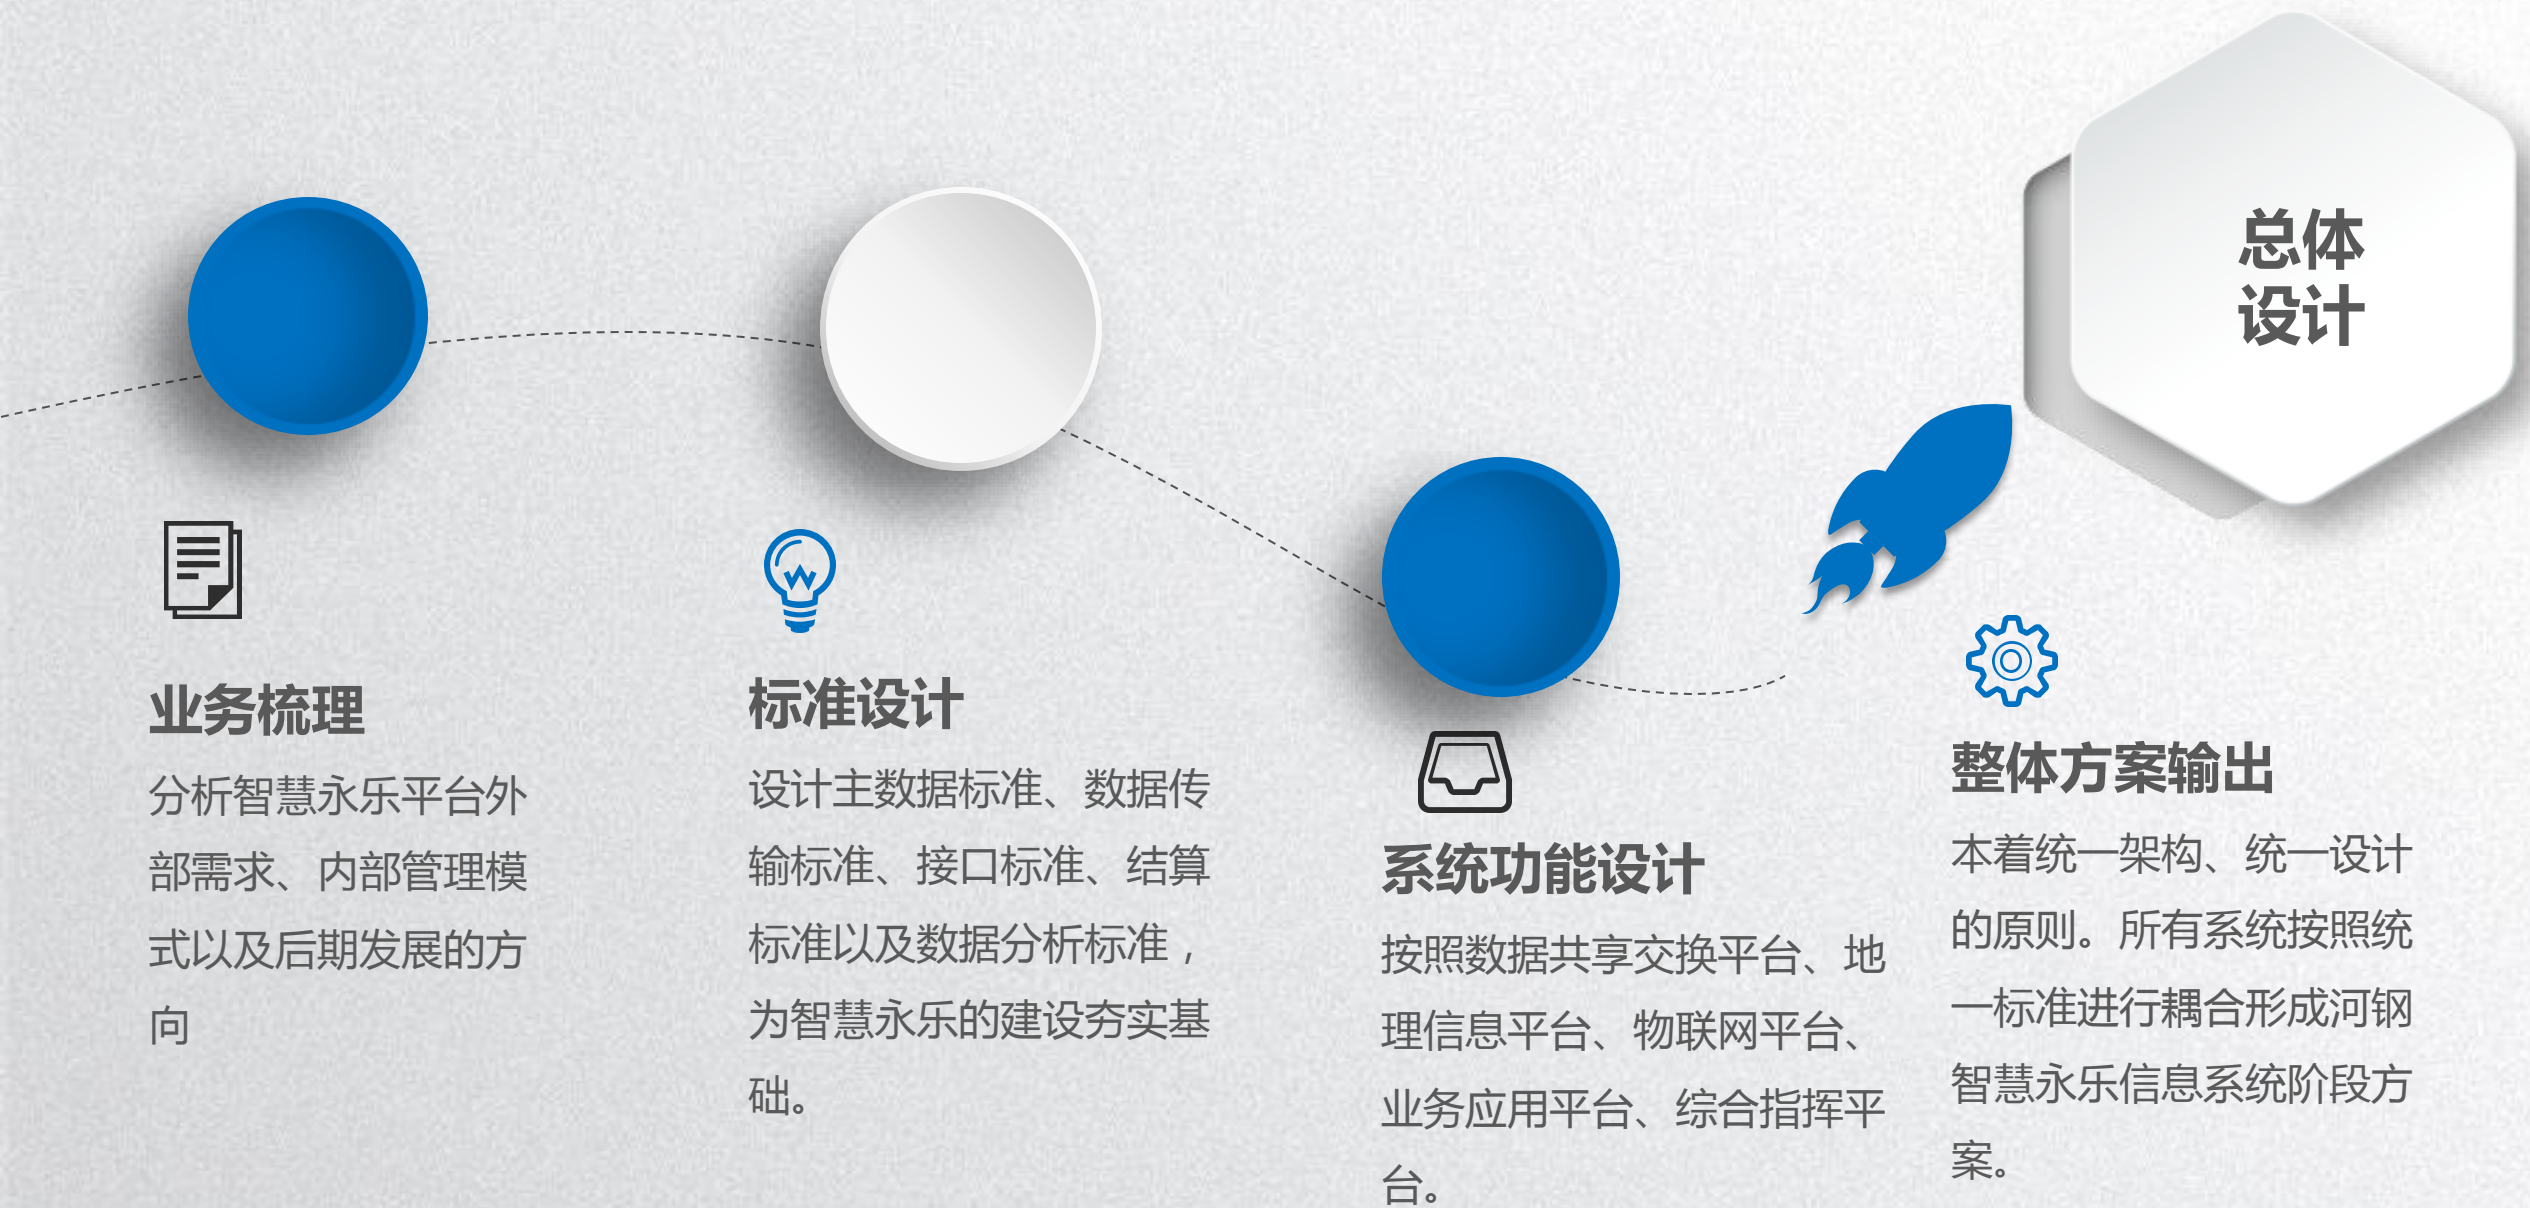 总体
设计
业务梳理
分析智慧永乐平台外
部需求、内部管理模
式以及后期发展的方
向
标准设计
设计主数据标准、数据传
输标准、接口标准、结算
标准以及数据分析标准，
为智慧永乐的建设夯实基
础。
系统功能设计
按照数据共享交换平台、地
理信息平台、物联网平台、
业务应用平台、综合指挥平
台。
整体方案输出
本着统一架构、统一设计
的原则。所有系统按照统
一标准进行耦合形成河钢
智慧永乐信息系统阶段方
案。